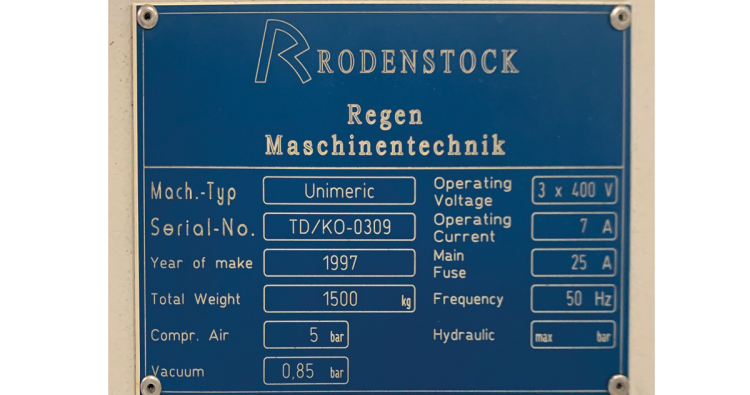 RODENSTOCK
Regen
Maschinentechnik
Mach.-Typ Unimeric
Operating Voltage 3 x 400 V
Serial-No. TD/KO-0309
Operating Current 7 A
Year of make 1997
Main Fuse 25 A
Total Weight 1500 kg
Frequency 50 Hz
Compr. Air 5 bar
Hydraulic max bar
Vacuum 0,85 bar